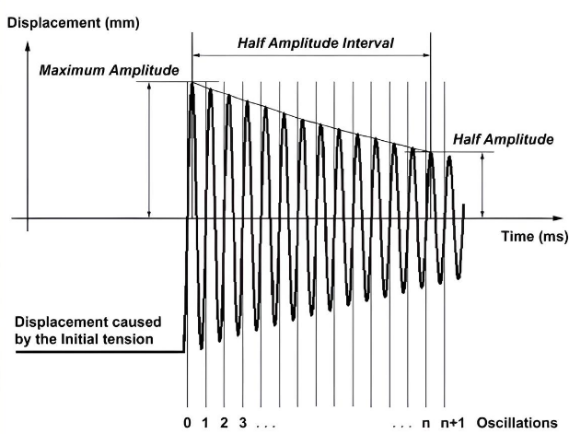 Displacement (mm)
Half Amplitude Interval
Maximum Amplitude
Half Amplitude
Time (ms)
Displacement caused
by the Initial tension
0 1 2 3 ... ... n n+1 Oscillations